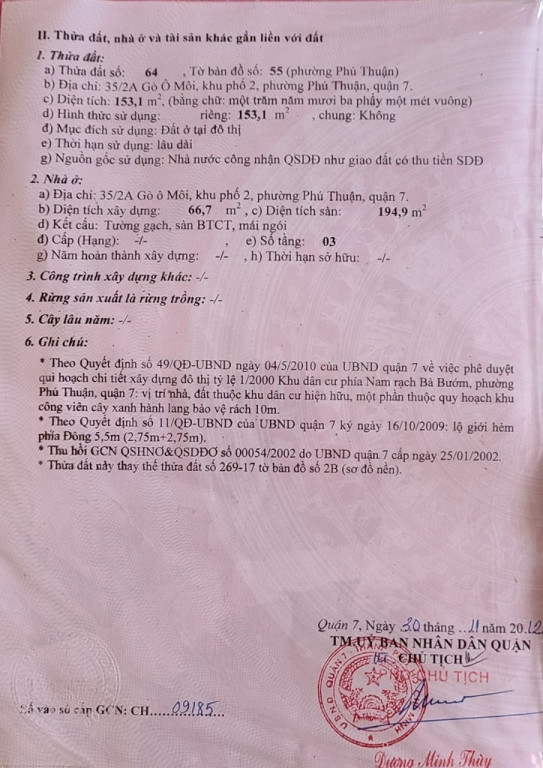 II. Thửa đất, nhà ở và tài sản khác gắn liền với đất
1. Thửa đất:
a) Thửa đất số: 64 , Tờ bản đồ số: 55 (phường Phú Thuận)
b) Địa chỉ: 35/2A Gò Ô Môi, khu phố 2, phường Phú Thuận, quận 7.
c) Diện tích: 153,1 m², (bằng chữ: một trăm năm mươi ba phẩy một mét vuông)
d) Hình thức sử dụng: riêng: 153,1 m² , chung: Không
đ) Mục đích sử dụng: Đất ở tại đô thị
e) Thời hạn sử dụng: lâu dài
g) Nguồn gốc sử dụng: Nhà nước công nhận QSDĐ như giao đất có thu tiền SDĐ
2. Nhà ở:
a) Địa chỉ: 35/2A Gò ô Môi, khu phố 2, phường Phú Thuận, quận 7.
b) Diện tích xây dựng: 66,7 m² , c) Diện tích sàn: 194,9 m²
d) Kết cấu: Tường gạch, sàn BTCT, mái ngói
đ) Cấp (Hạng): -/- , e) Số tầng: 03
g) Năm hoàn thành xây dựng: -/- , h) Thời hạn sở hữu: -/-
3. Công trình xây dựng khác: -/-
4. Rừng sản xuất là rừng trồng: -/-
5. Cây lâu năm: -/-
6. Ghi chú:
* Theo Quyết định số 49/QĐ-UBND ngày 04/5/2010 của UBND quận 7 về việc phê duyệt
qui hoạch chi tiết xây dựng đô thị tỷ lệ 1/2000 Khu dân cư phía Nam rạch Bà Bướm, phường
Phú Thuận, quận 7: vị trí nhà, đất thuộc khu dân cư hiện hữu, một phần thuộc quy hoạch khu
công viên cây xanh hành lang bảo vệ rạch 10m.
* Theo Quyết định số 11/QĐ-UBND của UBND quận 7 ký ngày 16/10/2009: lộ giới hẻm
phía Đông 5,5m (2,75m+2,75m).
* Thu hồi GCN QSHNƠ&QSDĐƠ số 00054/2002 do UBND quận 7 cấp ngày 25/01/2002.
* Thửa đất này thay thế thửa đất số 269-17 tờ bản đồ số 2B (sơ đồ nền).
Quận 7, Ngày 30 tháng ..11 năm 2012
TM.UỶ BAN NHÂN DÂN QUẬN
CHỦ TỊCH
PHÓ CHỦ TỊCH
Số vào sổ cấp GCN: CH.....09185...
Dương Minh Thùy